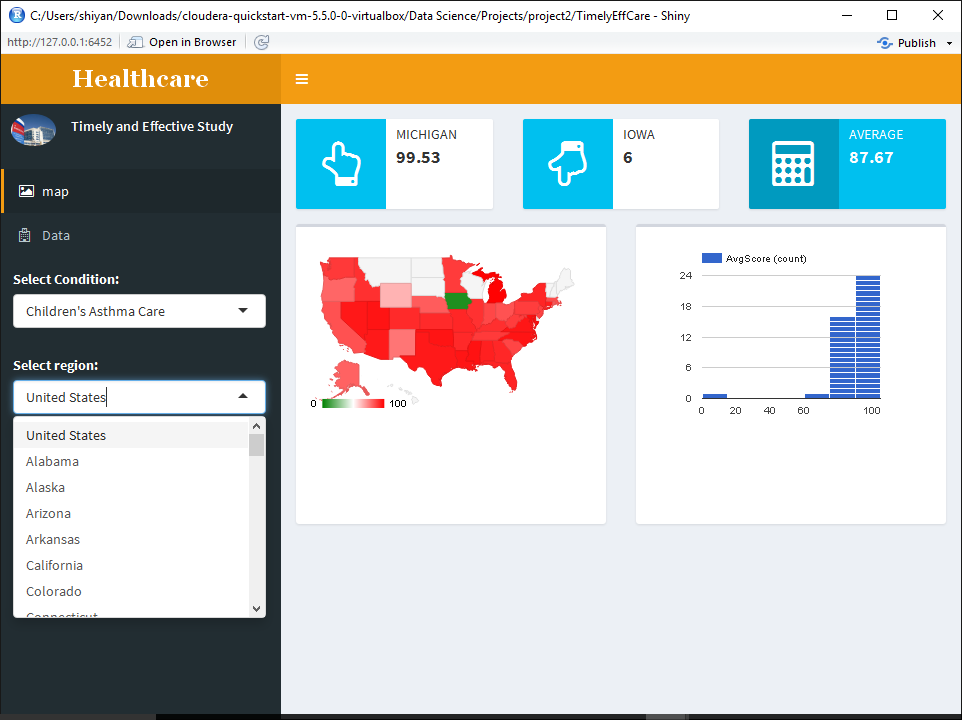 C:/Users/shiyan/Downloads/cloudera-quickstart-vm-5.5.0-0-virtualbox/Data Science/Projects/project2/TimelyEffCare - Shiny
http://127.0.0.1:6452 Open in Browser Publish
Healthcare
Timely and Effective Study
map
Data
Select Condition:
Children's Asthma Care
Select region:
United States
United States
Alabama
Alaska
Arizona
Arkansas
California
Colorado
Connecticut
MICHIGAN
99.53
IOWA
6
AVERAGE
87.67
0 100
AvgScore (count)
24
18
12
6
0
0 20 40 60 100